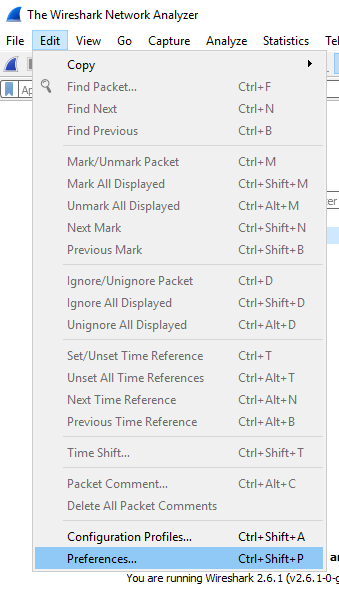 The Wireshark Network Analyzer
File Edit View Go Capture Analyze Statistics Tel
Ap
Copy
Find Packet... Ctrl+F
Find Next Ctrl+N
Find Previous Ctrl+B
Mark/Unmark Packet Ctrl+M
Mark All Displayed Ctrl+Shift+M
Unmark All Displayed Ctrl+Alt+M
Next Mark Ctrl+Shift+N
Previous Mark Ctrl+Shift+B
Ignore/Unignore Packet Ctrl+D
Ignore All Displayed Ctrl+Shift+D
Unignore All Displayed Ctrl+Alt+D
Set/Unset Time Reference Ctrl+T
Unset All Time References Ctrl+Alt+T
Next Time Reference Ctrl+Alt+N
Previous Time Reference Ctrl+Alt+B
Time Shift... Ctrl+Shift+T
Packet Comment... Ctrl+Alt+C
Delete All Packet Comments
Configuration Profiles... Ctrl+Shift+A
Preferences... Ctrl+Shift+P
You are running Wireshark 2.6.1 (v2.6.1-0-g